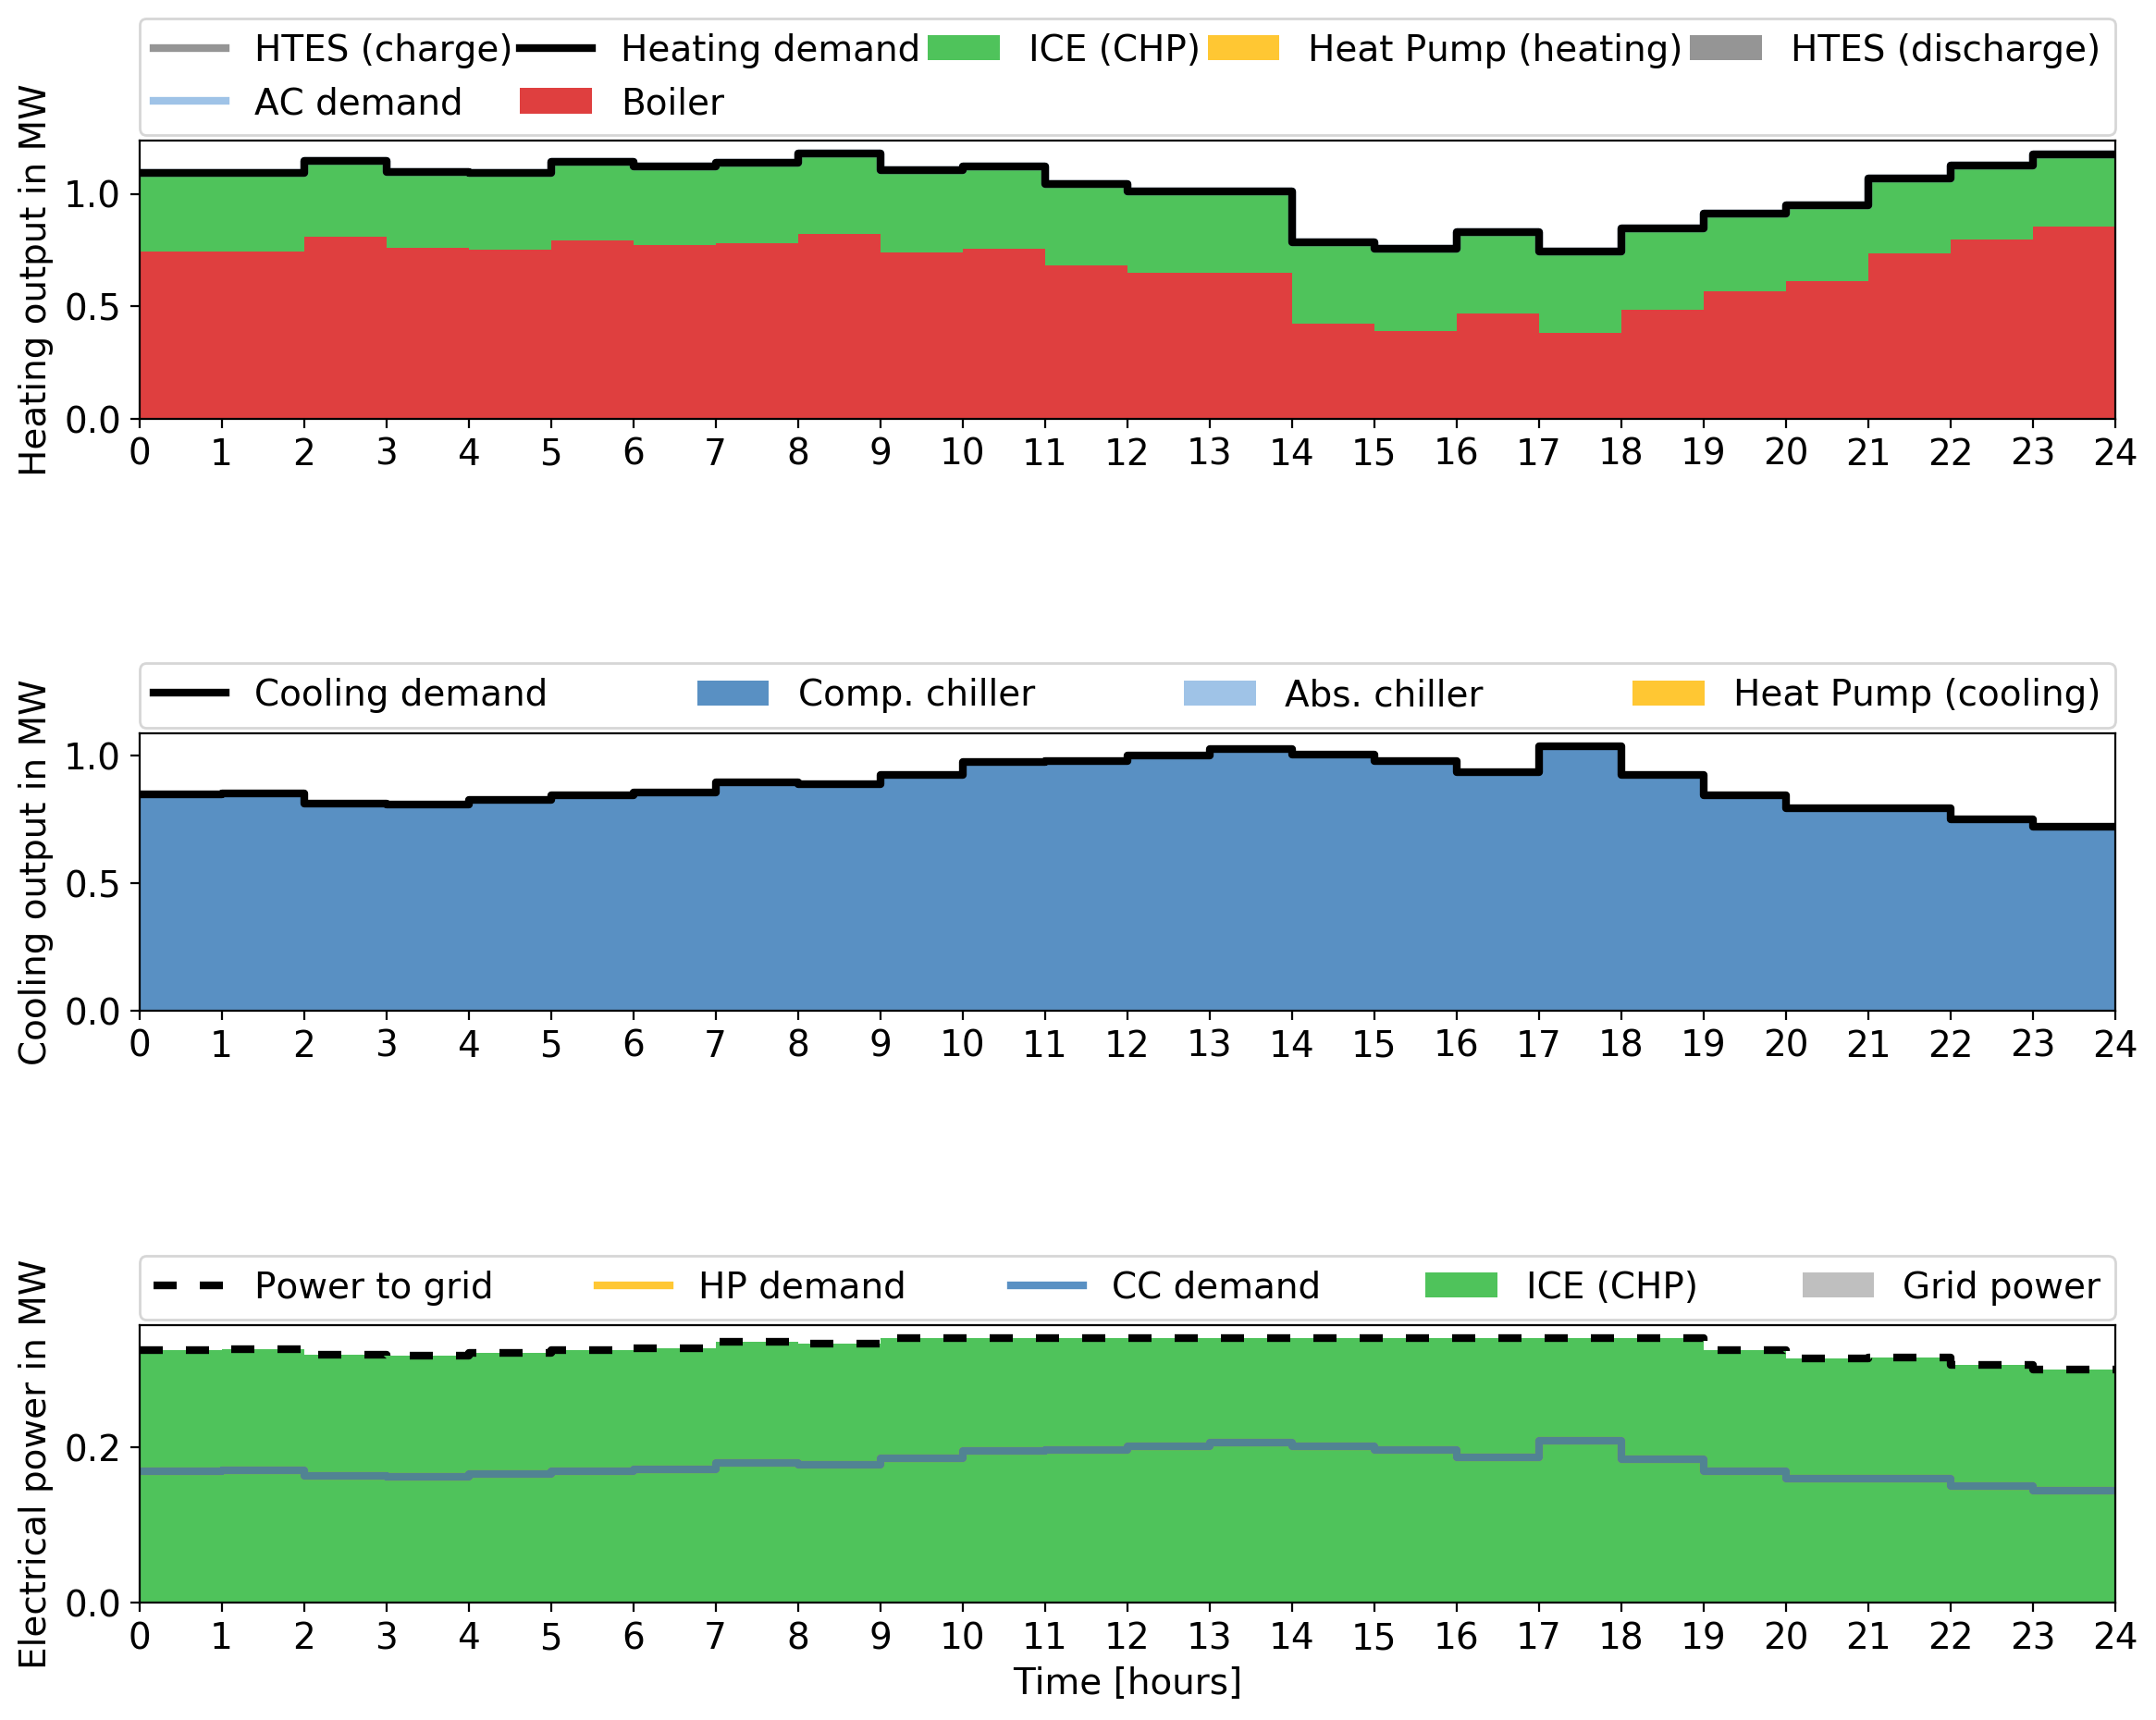 HTES (charge) Heating demand ICE (CHP) Heat Pump (heating) HTES (discharge)
AC demand Boiler
Heating output in MW
1.0
0.5
0.0
0 1 2 3 4 5 6 7 8 9 10 11 12 13 14 15 16 17 18 19 20 21 22 23 24
Cooling demand Comp. chiller Abs. chiller Heat Pump (cooling)
Cooling output in MW
1.0
0.5
0.0
0 1 2 3 4 5 6 7 8 9 10 11 12 13 14 15 16 17 18 19 20 21 22 23 24
Power to grid HP demand CC demand ICE (CHP) Grid power
Electrical power in MW
0.2
0.0
0 1 2 3 4 5 6 7 8 9 10 11 12 13 14 15 16 17 18 19 20 21 22 23 24
Time [hours]